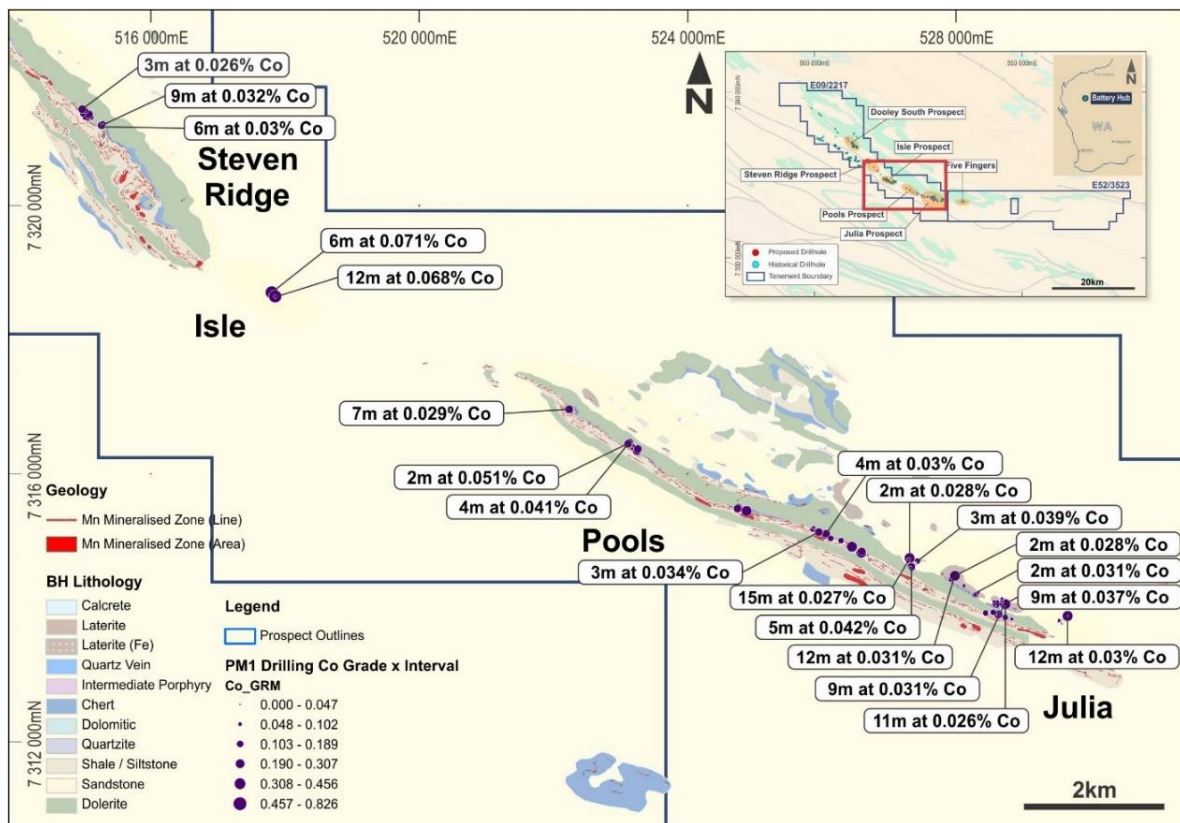 516 000mE
520 000mE
524 000mE
528 000mE
3m at 0.026% Co
9m at 0.032% Co
6m at 0.03% Co
Steven
Ridge
N
7 320 000mN
6m at 0.071% Co
12m at 0.068% Co
Isle
500 000mE
550 000mE
7 340 000mN
E09/2217
N
Dooley South Prospect
Isle Prospect
Steven Ridge Prospect
Five Fingers
E52/3523
Pools Prospect
Julia Prospect
Battery Hub
WA
Proposed Drillhole
Historical Drillhole
Tenement Boundary
20km
7m at 0.029% Co
2m at 0.051% Co
4m at 0.041% Co
7 316 000mN
Pools
3m at 0.034% Co
4m at 0.03% Co
2m at 0.028% Co
3m at 0.039% Co
2m at 0.028% Co
2m at 0.031% Co
9m at 0.037% Co
15m at 0.027% Co
5m at 0.042% Co
12m at 0.031% Co
12m at 0.03% Co
9m at 0.031% Co
11m at 0.026% Co
Julia
7 312 000mN
2km
Geology
Mn Mineralised Zone (Line)
Mn Mineralised Zone (Area)
BH Lithology
Calcrete
Laterite
Laterite (Fe)
Quartz Vein
Intermediate Porphyry
Chert
Dolomitic
Quartzite
Shale / Siltstone
Sandstone
Dolerite
Legend
Prospect Outlines
PM1 Drilling Co Grade x Interval
Co_GRM
0.000 - 0.047
0.048 - 0.102
0.103 - 0.189
0.190 - 0.307
0.308 - 0.456
0.457 - 0.826